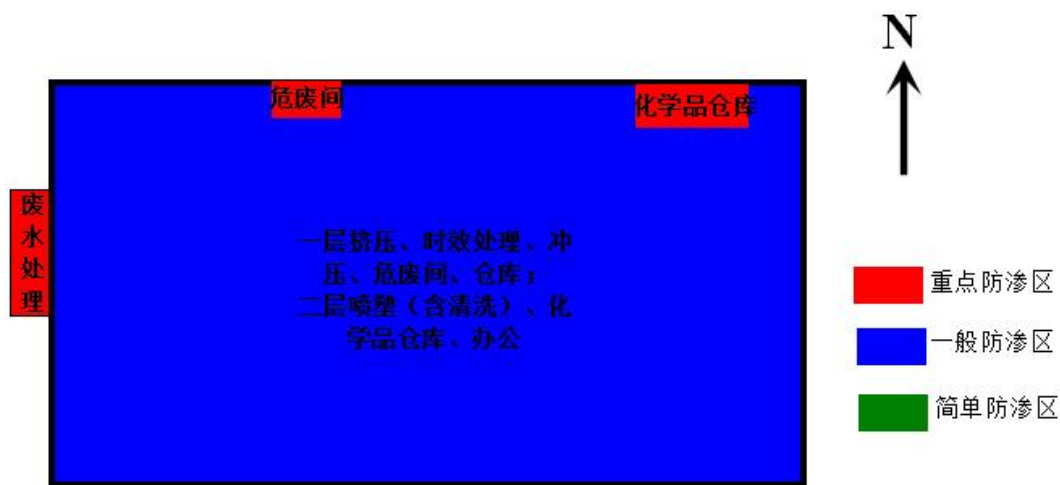 N
危废间
化学品仓库
废水处理
一层挤压、时效处理、冲
压、危废间、仓库；
二层喷塑（含清洗）、化
学品仓库、办公
重点防渗区
一般防渗区
简单防渗区